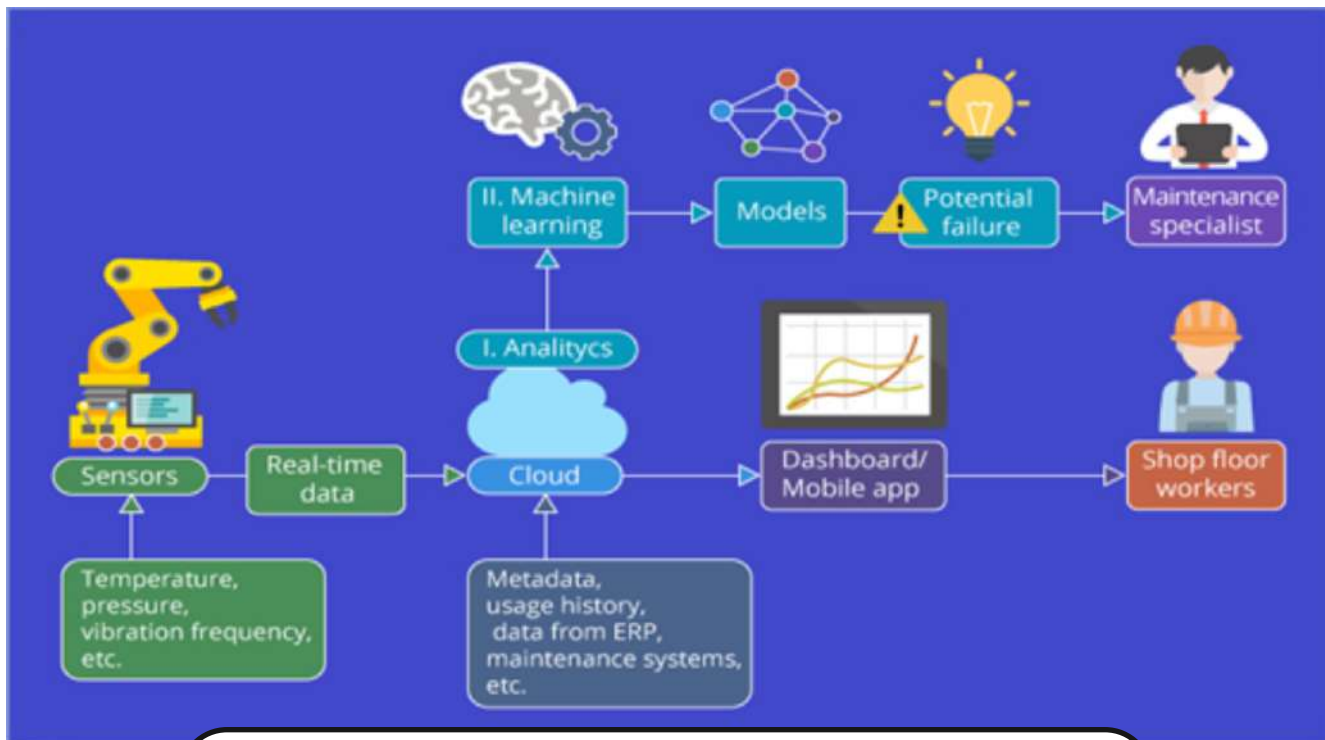 II. Machine
learning
Models
Potential
failure
Maintenance
specialist
I. Analitycs
Sensors
Real-time
data
Cloud
Dashboard/
Mobile app
Shop floor
workers
Temperature,
pressure,
vibration frequency,
etc.
Metadata,
usage history,
data from ERP,
maintenance systems,
etc.